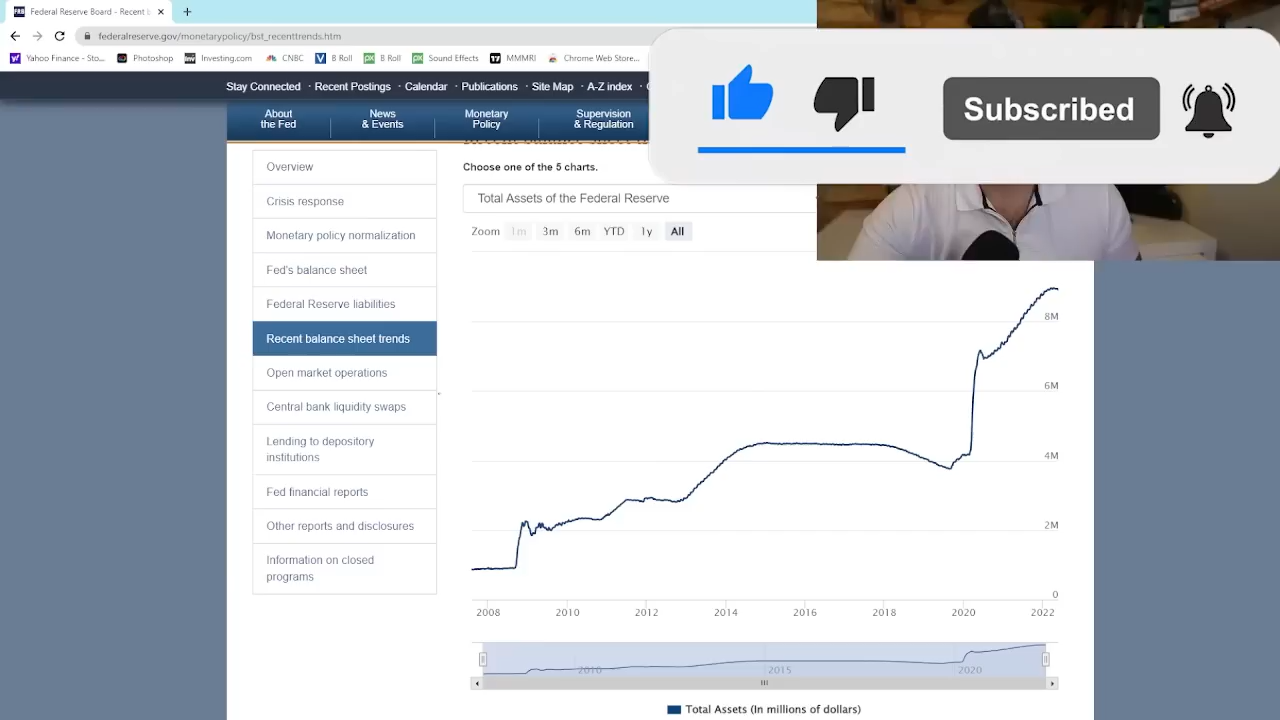 Federal Reserve Board - Recent b
federalreserve.gov/monetarypolicy/bst_recenttrends.htm
Yahoo Finance - Sto... Photoshop Investing.com CNBC B Roll B Roll Sound Effects MMMRI Chrome Web Store...
Stay Connected · Recent Postings · Calendar · Publications · Site Map · A-Z index ·
About the Fed
News & Events
Monetary Policy
Supervision & Regulation
Subscribed
Overview
Crisis response
Monetary policy normalization
Fed's balance sheet
Federal Reserve liabilities
Recent balance sheet trends
Open market operations
Central bank liquidity swaps
Lending to depository
institutions
Fed financial reports
Other reports and disclosures
Information on closed
programs
Choose one of the 5 charts.
Total Assets of the Federal Reserve
Zoom 1m 3m 6m YTD 1y All
8M
6M
4M
2M
0
2008 2010 2012 2014 2016 2018 2020 2022
2010 2015 2020
Total Assets (In millions of dollars)